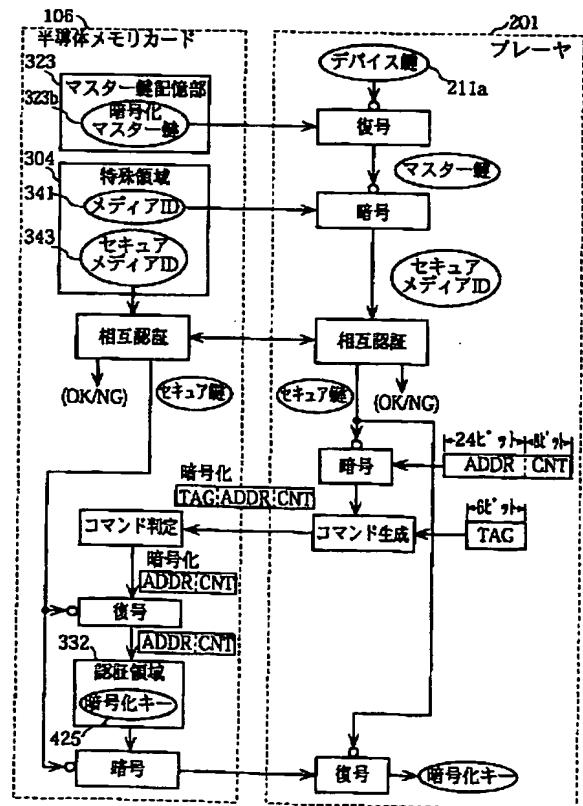 106
半導体メモリカード
323
マスター鍵記憶部
323b
暗号化
マスター鍵
304
特殊領域
341
メディアID
343
セキュア
メディアID
相互認証
(OK/NG)
セキュア鍵
暗号化
TAG ADDR CNT
コマンド判定
暗号化
ADDR CNT
復号
ADDR CNT
332
認証領域
暗号化キー
425
暗号
201
プレーヤ
デバイス鍵
211a
復号
マスター鍵
暗号
セキュア
メディアID
相互認証
セキュア鍵
(OK/NG)
24ビット 8ビット
暗号
ADDR CNT
6ビット
コマンド生成
TAG
復号
暗号化キー